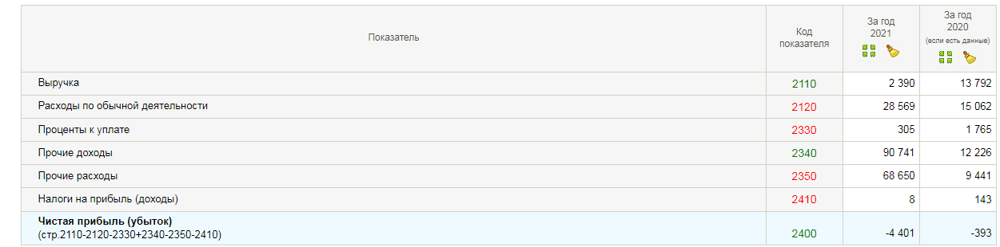 Показатель
Код
показателя
За год
2021
За год
2020
(если есть данные)
Выручка 2110 2 390 13 792
Расходы по обычной деятельности 2120 28 569 15 062
Проценты к уплате 2330 305 1 765
Прочие доходы 2340 90 741 12 226
Прочие расходы 2350 68 650 9 441
Налоги на прибыль (доходы) 2410 8 143
Чистая прибыль (убыток)
(стр.2110-2120-2330+2340-2350-2410) 2400 -4 401 -393